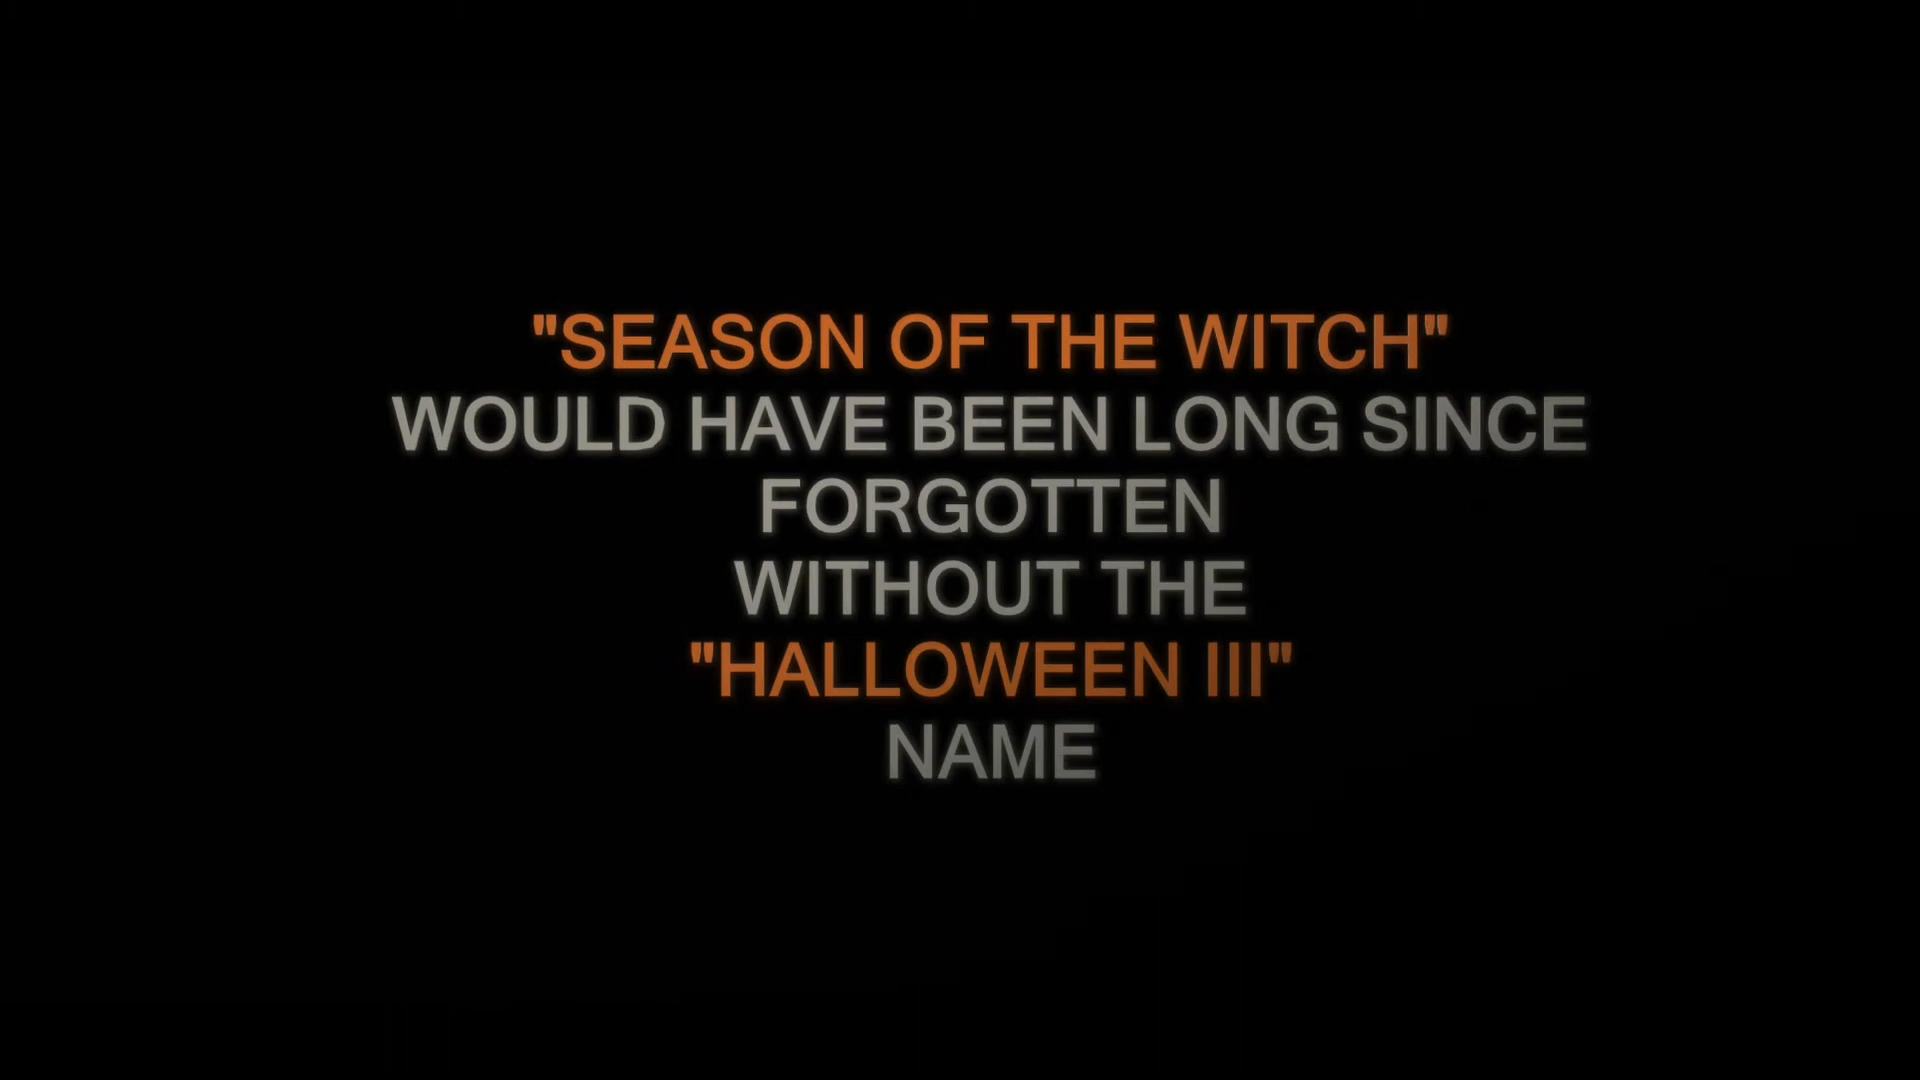 "SEASON OF THE WITCH"
WOULD HAVE BEEN LONG SINCE
FORGOTTEN
WITHOUT THE
"HALLOWEEN III"
NAME